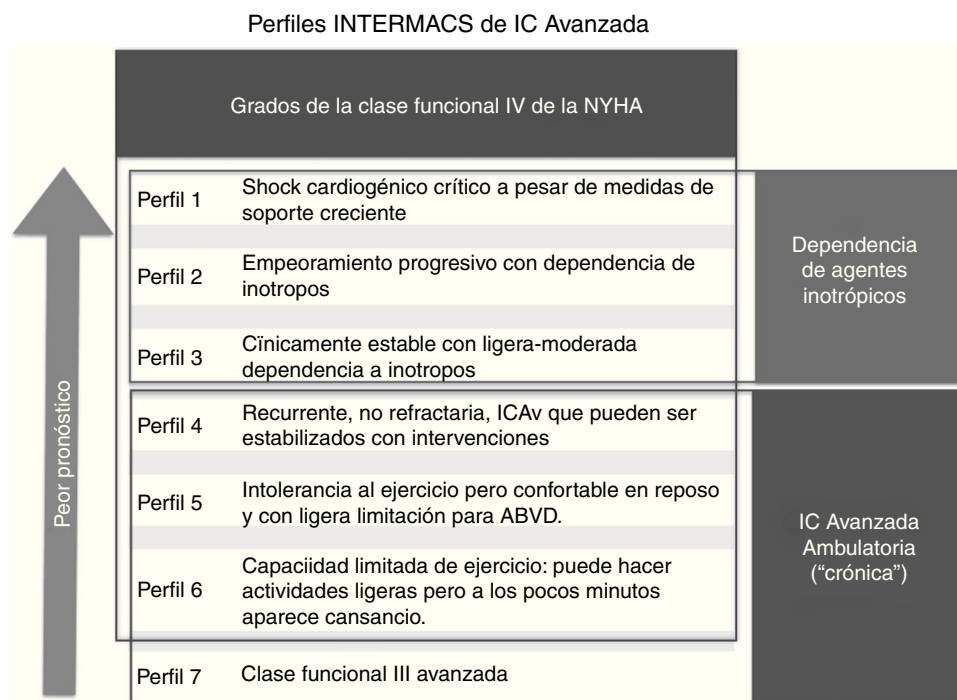 Perfiles INTERMACS de IC Avanzada
Grados de la clase funcional IV de la NYHA
Peor pronóstico
Perfil 1
Shock cardiogénico crítico a pesar de medidas de
soporte creciente
Perfil 2
Empeoramiento progresivo con dependencia de
inotropos
Perfil 3
Cïnicamente estable con ligera-moderada
dependencia a inotropos
Dependencia
de agentes
inotrópicos
Perfil 4
Recurrente, no refractaria, ICAv que pueden ser
estabilizados con intervenciones
Perfil 5
Intolerancia al ejercicio pero confortable en reposo
y con ligera limitación para ABVD.
Perfil 6
Capaciidad limitada de ejercicio: puede hacer
actividades ligeras pero a los pocos minutos
aparece cansancio.
Perfil 7
Clase funcional III avanzada
IC Avanzada
Ambulatoria
(“crónica”)